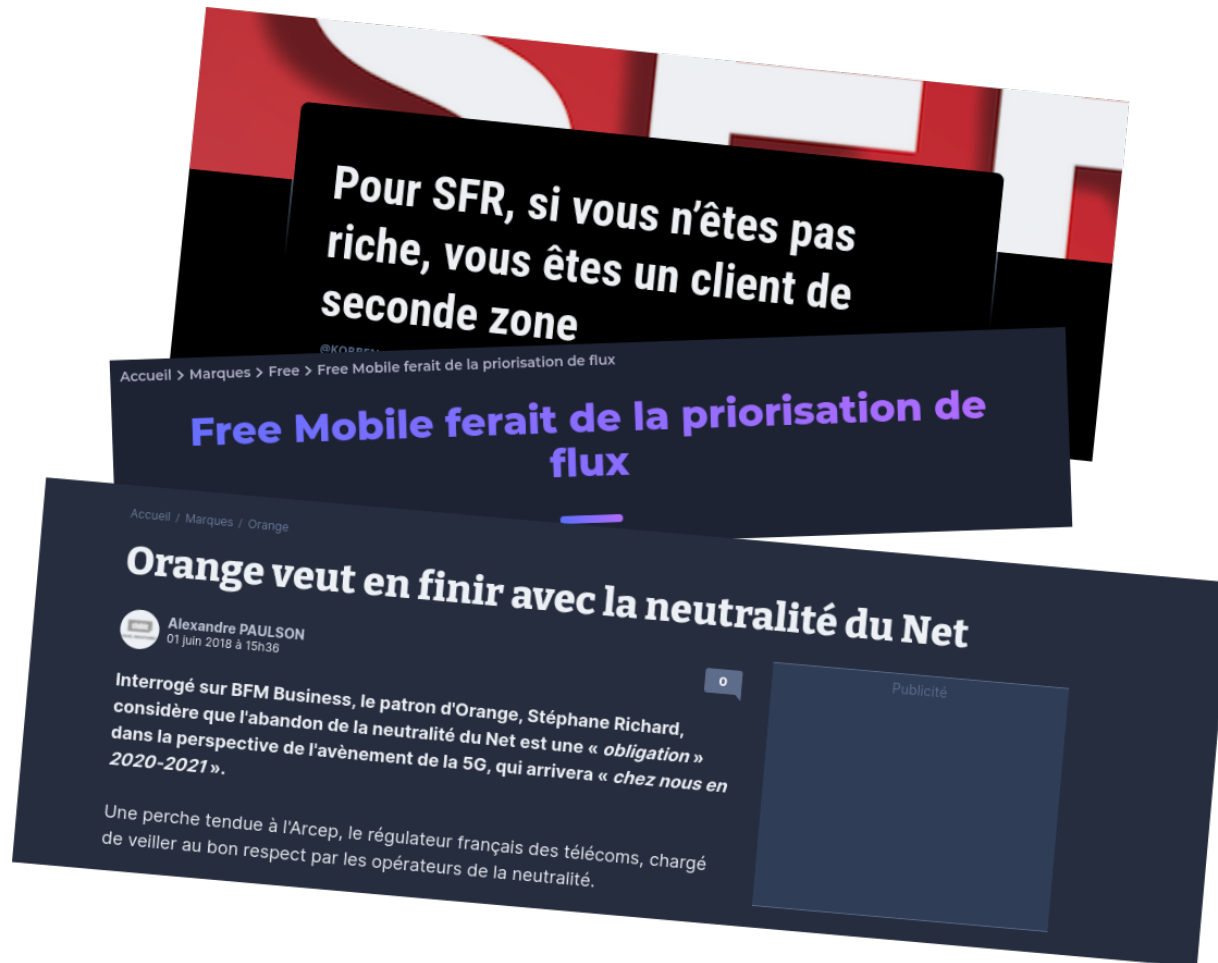 Pour SFR, si vous n’êtes pas
riche, vous êtes un client de
seconde zone
@KORBEN
Accueil > Marques > Free > Free Mobile ferait de la priorisation de flux
Free Mobile ferait de la priorisation de
flux
Accueil / Marques / Orange
Orange veut en finir avec la neutralité du Net
Alexandre PAULSON
01 juin 2018 à 15h36
0
Publicité
Interrogé sur BFM Business, le patron d'Orange, Stéphane Richard,
considère que l'abandon de la neutralité du Net est une « obligation »
dans la perspective de l'avènement de la 5G, qui arrivera « chez nous en
2020-2021 ».
Une perche tendue à l'Arcep, le régulateur français des télécoms, chargé
de veiller au bon respect par les opérateurs de la neutralité.